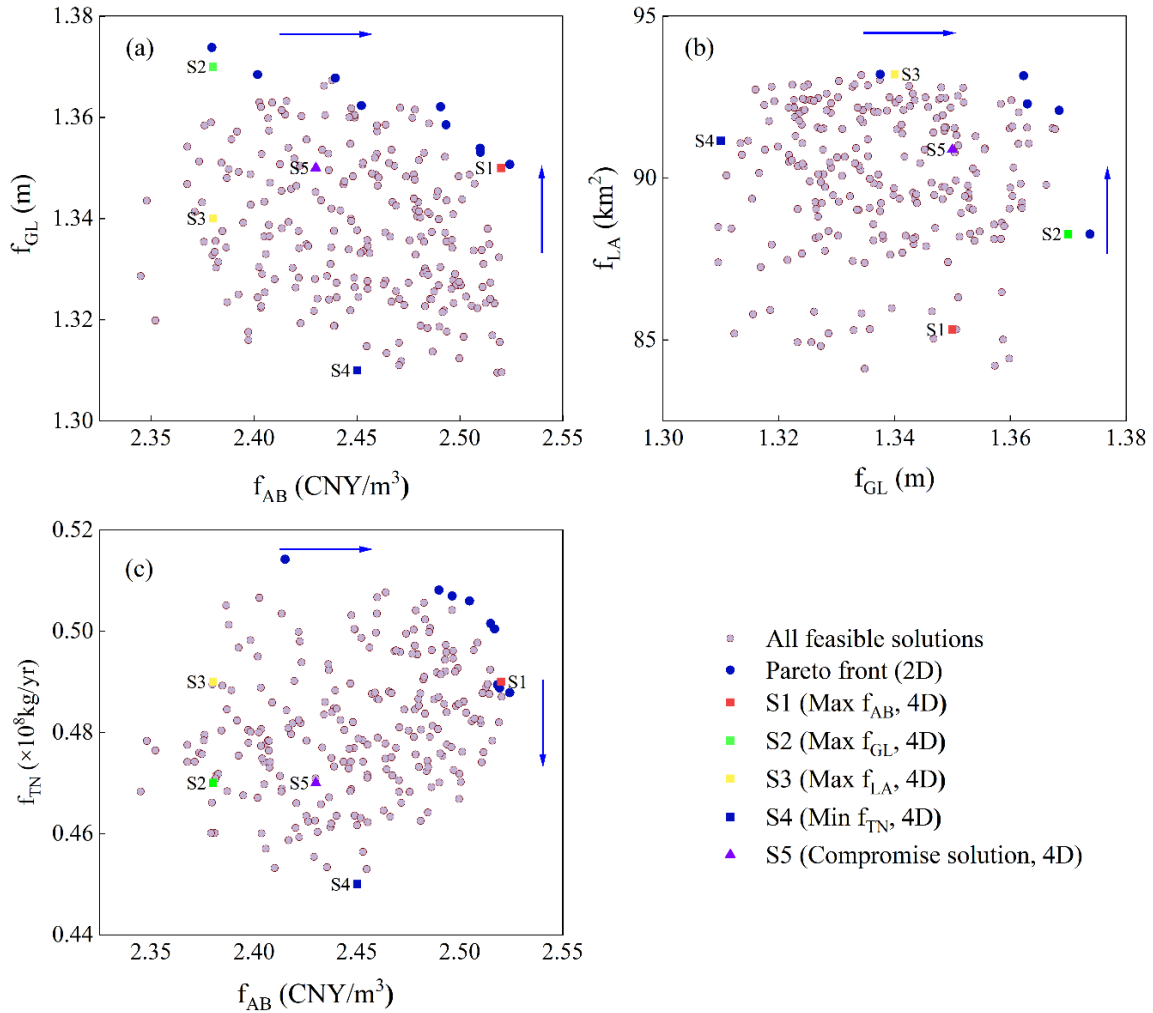 (a)
1.38
1.36
1.34
1.32
1.30
f_GL (m)
S2
S1
S5
S3
S4
2.35 2.40 2.45 2.50 2.55
f_AB (CNY/m³)
(b)
95
90
85
f_LA (km²)
S3
S4
S5
S2
S1
1.30 1.32 1.34 1.36 1.38
f_GL (m)
(c)
0.52
0.50
0.48
0.46
0.44
f_TN (×10⁸kg/yr)
S3
S1
S2
S5
S4
2.35 2.40 2.45 2.50 2.55
f_AB (CNY/m³)
All feasible solutions
Pareto front (2D)
S1 (Max f_AB, 4D)
S2 (Max f_GL, 4D)
S3 (Max f_LA, 4D)
S4 (Min f_TN, 4D)
S5 (Compromise solution, 4D)